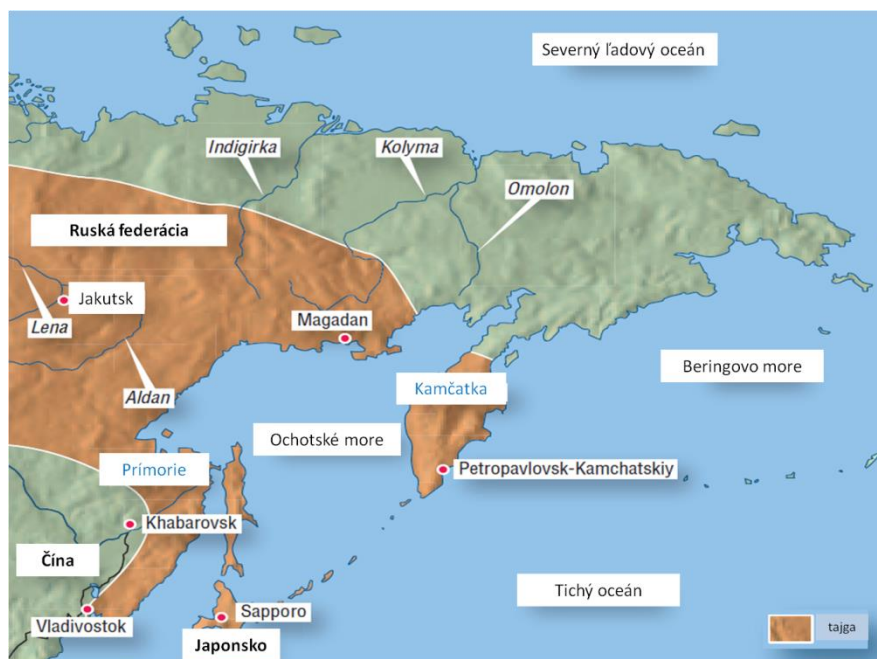 Severný ľadový oceán
Indigirka
Kolyma
Omolon
Ruská federácia
Jakutsk
Lena
Magadan
Aldan
Kamčatka
Beringovo more
Ochotské more
Prímorie
Petropavlovsk-Kamchatskiy
Khabarovsk
Čína
Tichý oceán
Sapporo
Vladivostok
Japonsko
tajga